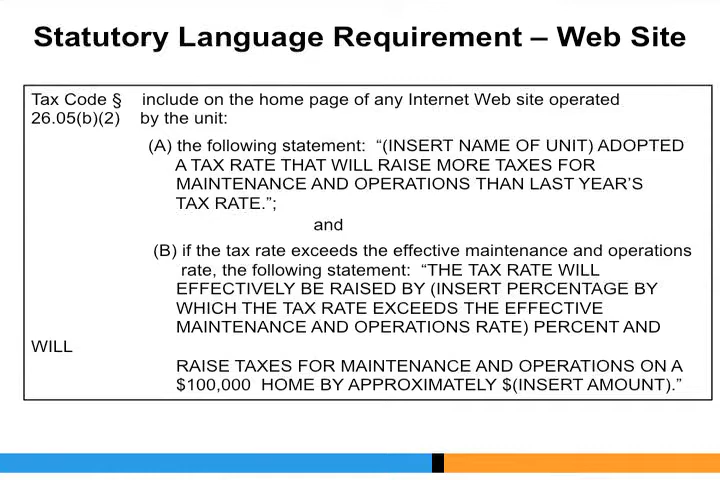 Statutory Language Requirement – Web Site
Tax Code § include on the home page of any Internet Web site operated
26.05(b)(2) by the unit:
(A) the following statement: “(INSERT NAME OF UNIT) ADOPTED
A TAX RATE THAT WILL RAISE MORE TAXES FOR
MAINTENANCE AND OPERATIONS THAN LAST YEAR’S
TAX RATE.”;
and
(B) if the tax rate exceeds the effective maintenance and operations
rate, the following statement: “THE TAX RATE WILL
EFFECTIVELY BE RAISED BY (INSERT PERCENTAGE BY
WHICH THE TAX RATE EXCEEDS THE EFFECTIVE
MAINTENANCE AND OPERATIONS RATE) PERCENT AND
WILL
RAISE TAXES FOR MAINTENANCE AND OPERATIONS ON A
$100,000 HOME BY APPROXIMATELY $(INSERT AMOUNT).”